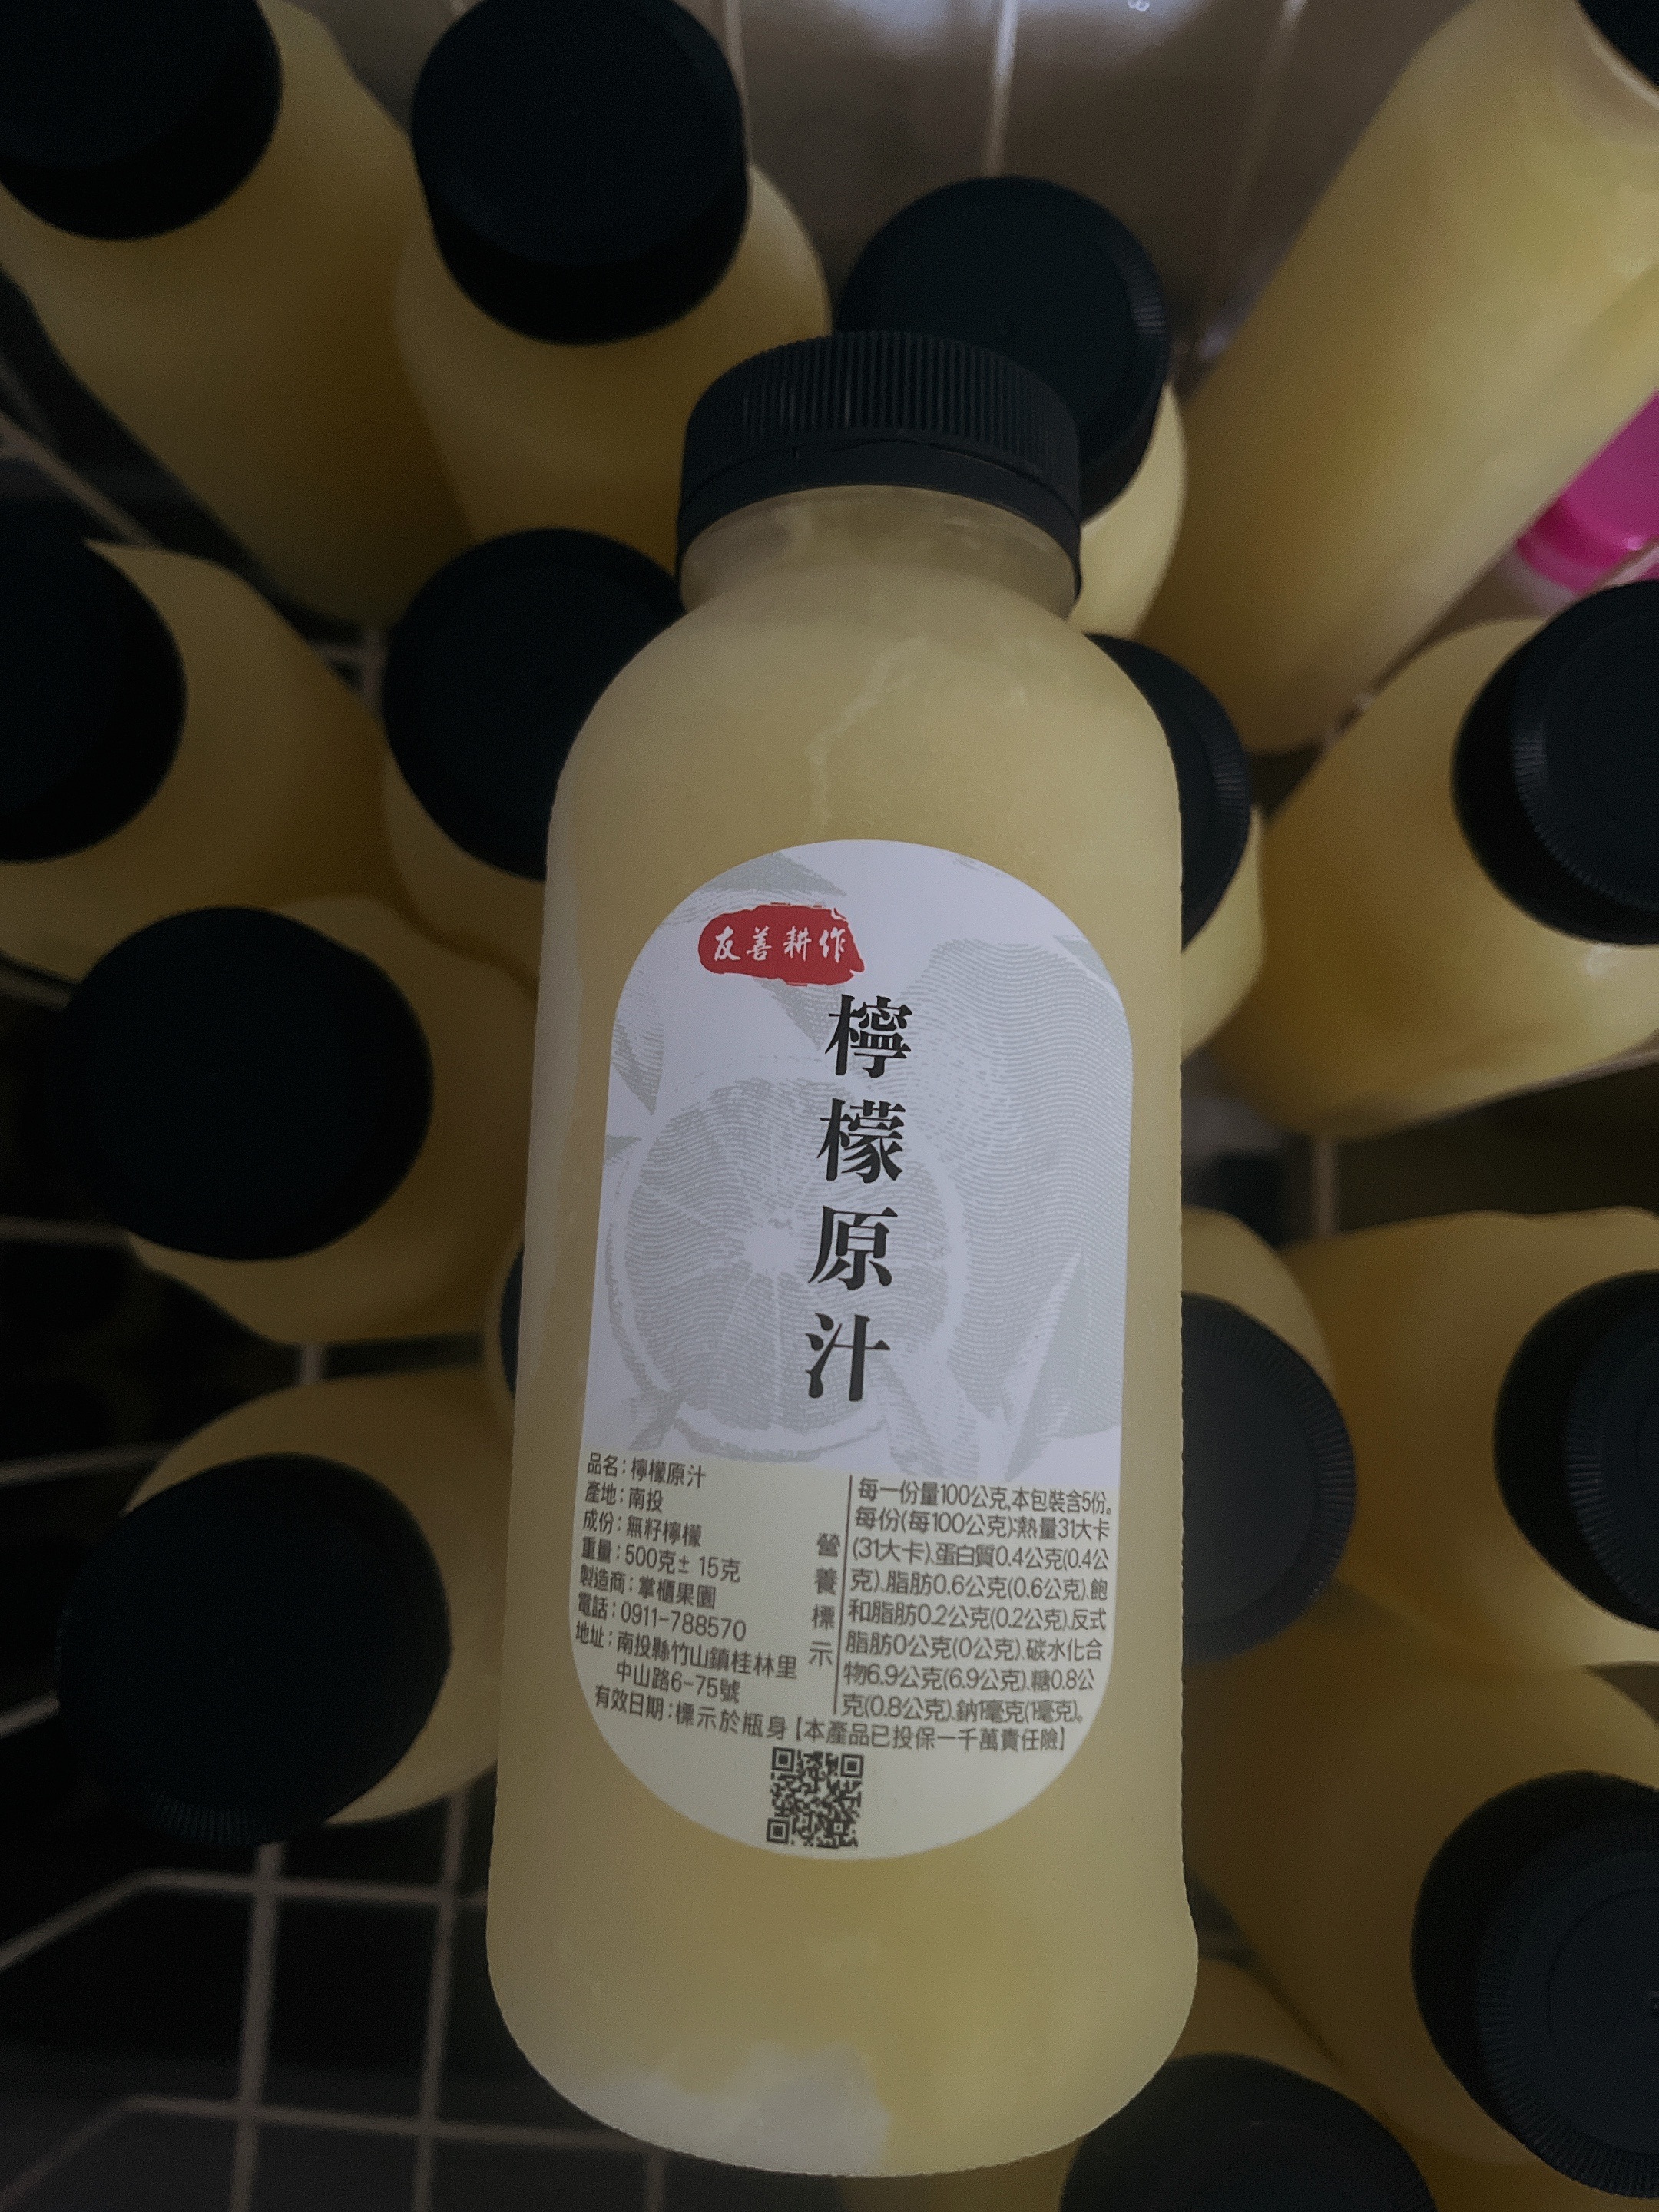 友善耕作
檸檬原汁
品名:檸檬原汁
產地:南投
成份:無籽檸檬
重量:500克±15克
製造商:掌櫃果園
電話:0911-788570
地址:南投縣竹山鎮桂林里
中山路6-75號
營養標示
每一份量100公克,本包裝含5份。
每份(每100公克):熱量31大卡
(31大卡)、蛋白質0.4公克(0.4公
克)、脂肪0.6公克(0.6公克)、飽
和脂肪0.2公克(0.2公克)、反式
脂肪0公克(0公克)、碳水化合
物6.9公克(6.9公克)、糖0.8公
克(0.8公克)、鈉1毫克(1毫克)。
有效日期:標示於瓶身【本產品已投保一千萬責任險】